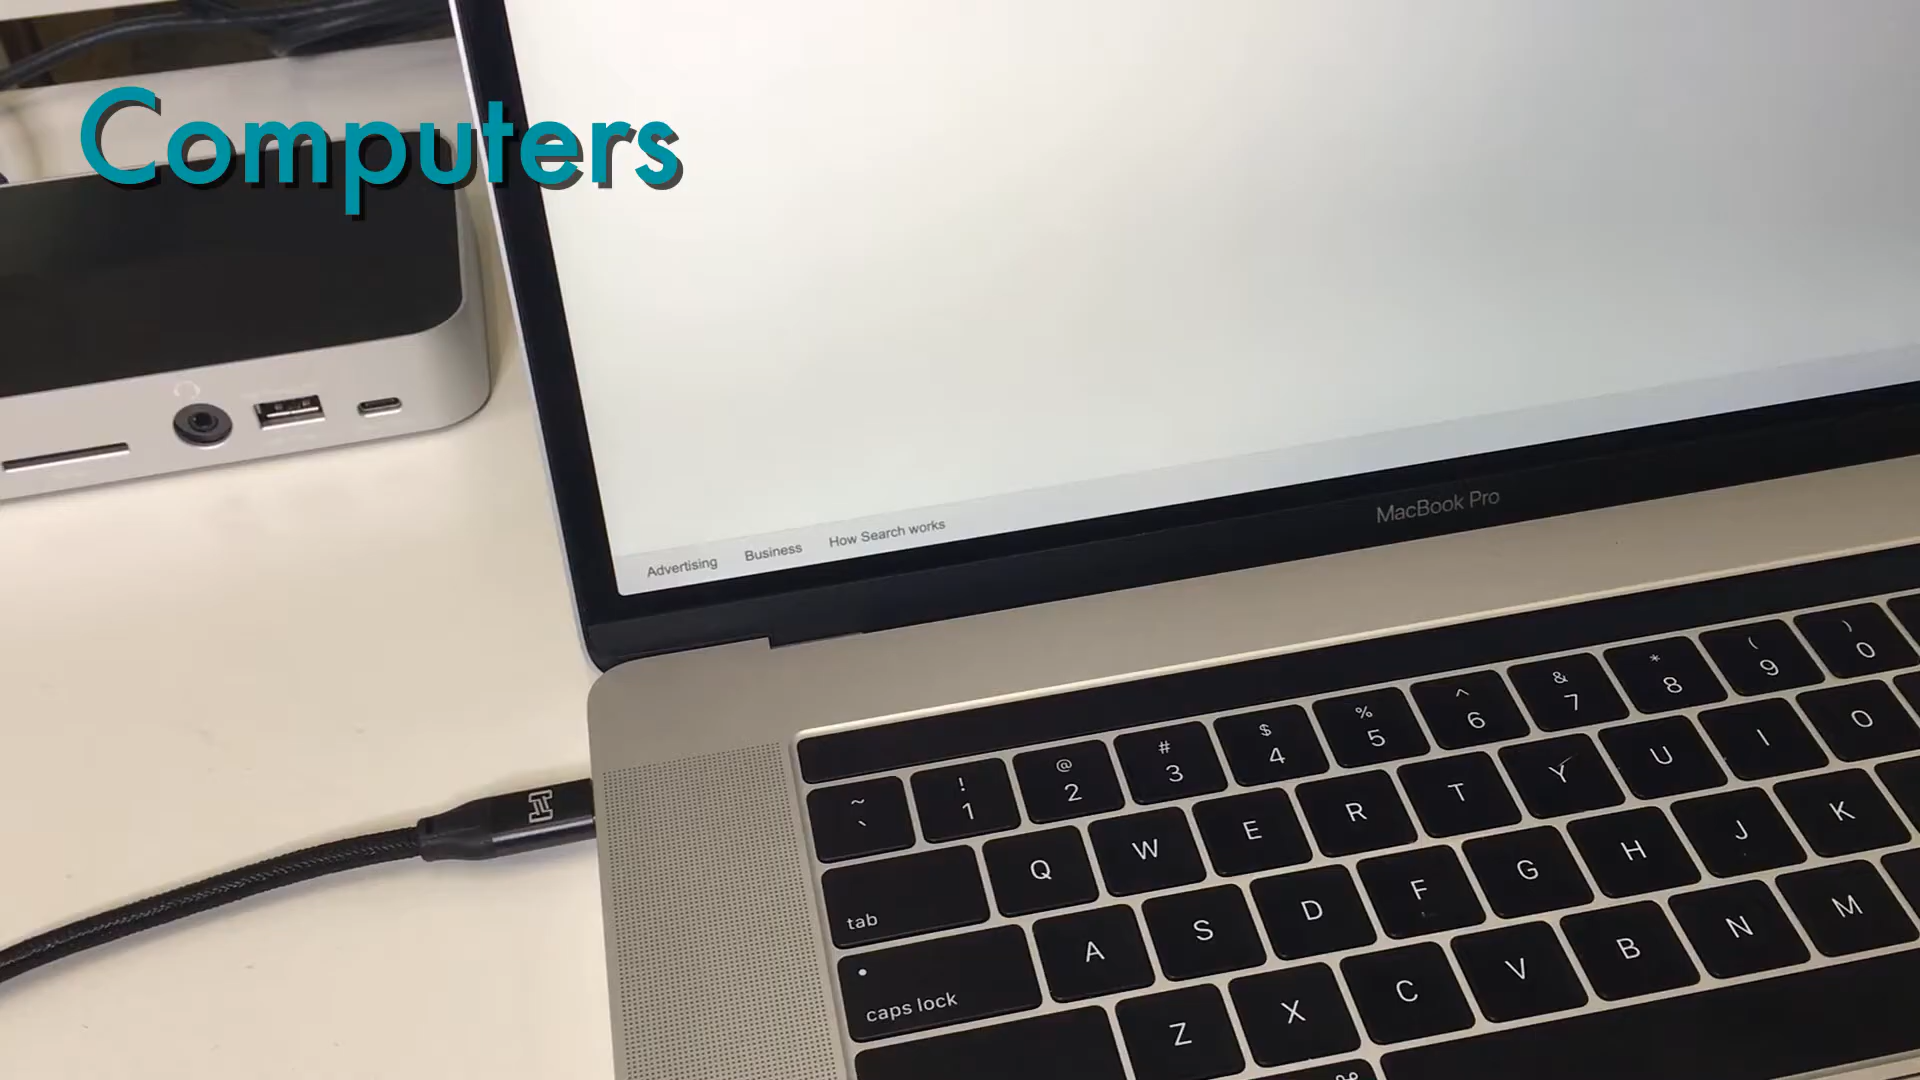 Computers
Advertising Business How Search works
MacBook Pro
~ ! @ # $ % ^ & * ( )
` 1 2 3 4 5 6 7 8 9 0
tab Q W E R T Y U I O
caps lock A S D F G H J K
Z X C V B N M
⌘